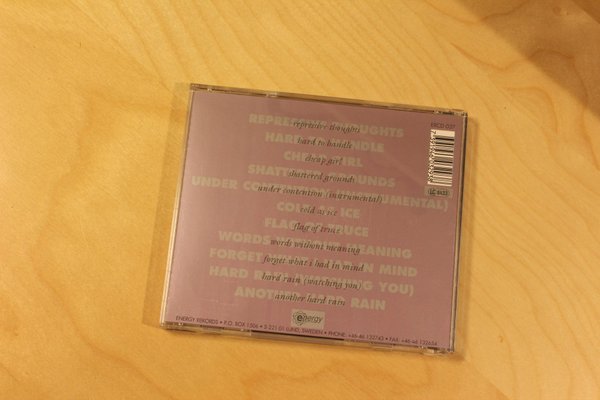 ERCD 037
REPRESSIVE THOUGHTS
repressive thoughts
HARD TO HANDLE
hard to handle
CHEAP GIRL
cheap girl
SHATTERED GROUNDS
shattered grounds
UNDER CONTENTION (INSTRUMENTAL)
under contention (instrumental)
COLD AS ICE
cold as ice
FLAG OF TRUCE
flag of truce
WORDS WITHOUT MEANING
words without meaning
FORGET WHAT I HAD IN MIND
forget what i had in mind
HARD RAIN (WATCHING YOU)
hard rain (watching you)
ANOTHER HARD RAIN
another hard rain
energy
ENERGY REKORDS • P.O. BOX 1506 • S-221 01 LUND, SWEDEN • PHONE: +46-46 132743 • FAX: +46-46 132654